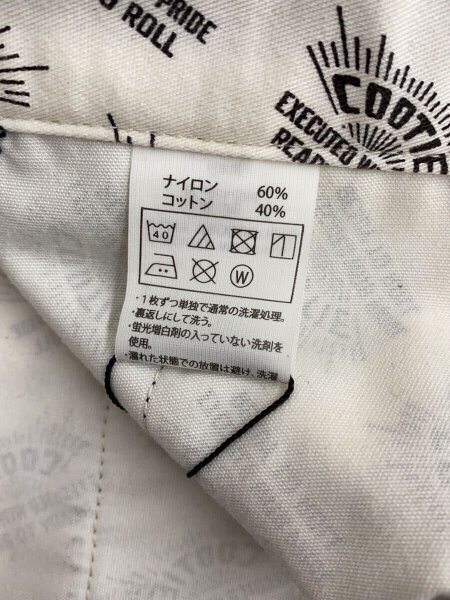 PRIDE
ROLL
COOTIE
EXECUTED W
READ
ナイロン 60%
コットン 40%
40
W
・1枚ずつ単独で通常の洗濯処理。
・裏返しにして洗う。
・蛍光増白剤の入っていない洗剤を
使用。
・濡れた状態での放置は避け、洗濯